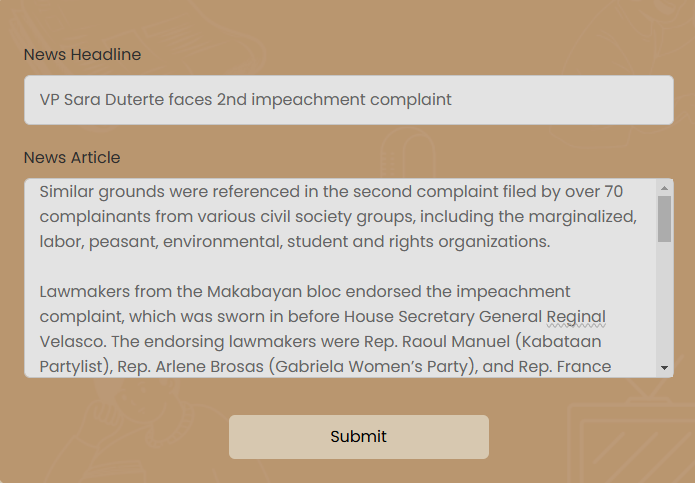 News Headline
VP Sara Duterte faces 2nd impeachment complaint
News Article
Similar grounds were referenced in the second complaint filed by over 70
complainants from various civil society groups, including the marginalized,
labor, peasant, environmental, student and rights organizations.
Lawmakers from the Makabayan bloc endorsed the impeachment
complaint, which was sworn in before House Secretary General Reginal
Velasco. The endorsing lawmakers were Rep. Raoul Manuel (Kabataan
Partylist), Rep. Arlene Brosas (Gabriela Women’s Party), and Rep. France
Submit